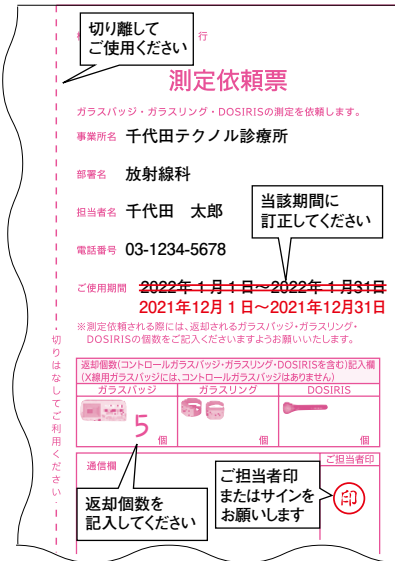 切り離して
ご使用ください
行
測定依頼票
ガラスバッジ・ガラスリング・DOSIRISの測定を依頼します。
事業所名 千代田テクノル診療所
部署名 放射線科
当該期間に
訂正してください
担当者名 千代田 太郎
電話番号 03-1234-5678
ご使用期間 2022年1月1日~2022年1月31日
2021年12月1日~2021年12月31日
※測定依頼される際には、返却されるガラスバッジ・ガラスリング・
DOSIRISの個数をご記入くださいますようお願いいたします。
切りはなしてご利用ください
返却個数(コントロールガラスバッジ・ガラスリング・DOSIRISを含む)記入欄
(X線用ガラスバッジには、コントロールガラスバッジはありません)
ガラスバッジ ガラスリング DOSIRIS
5 個 個 個
通信欄 ご担当者印
返却個数を
記入してください
ご担当者印
またはサインを
お願いします
印